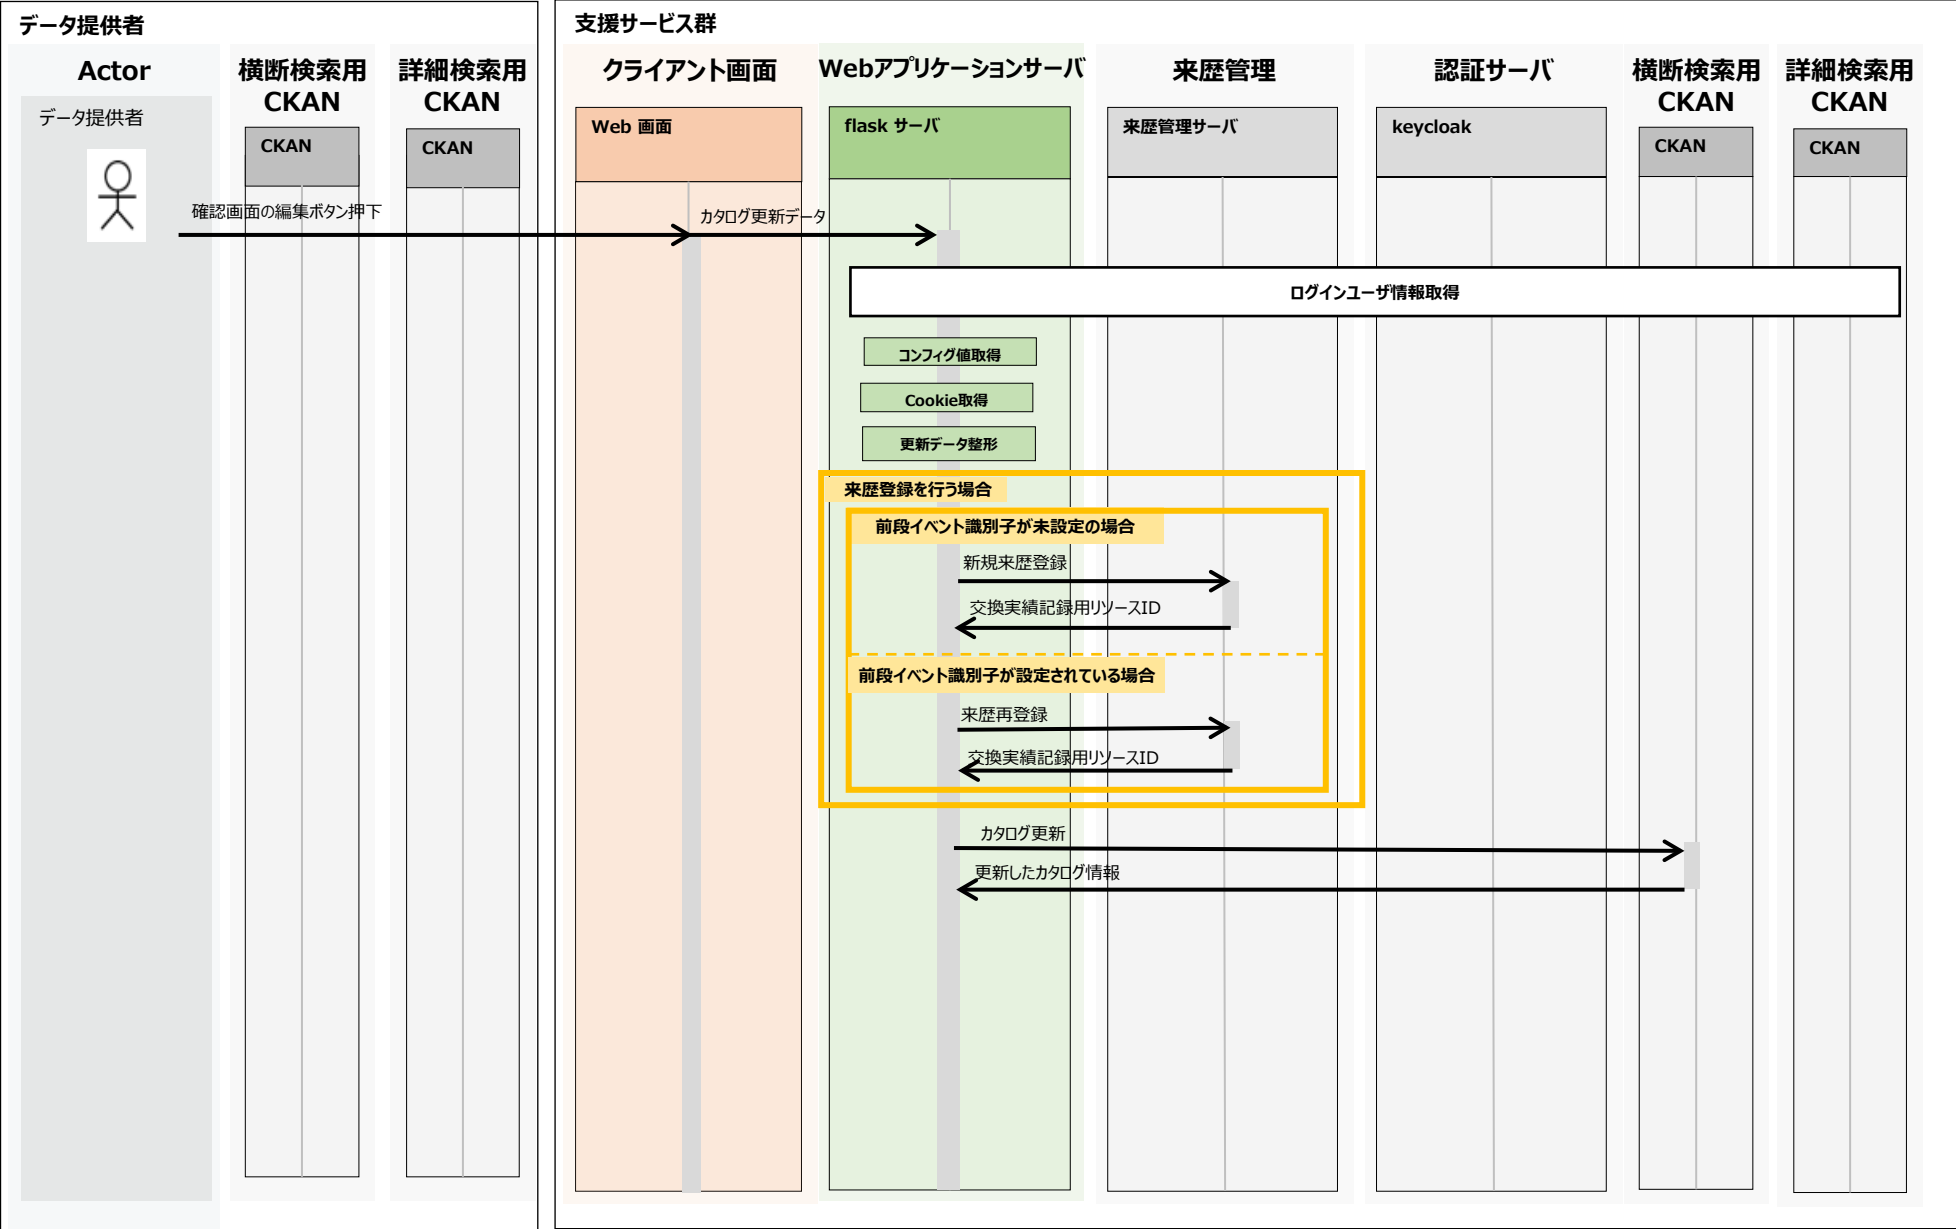 データ提供者
支援サービス群
Actor
横断検索用
CKAN
詳細検索用
CKAN
クライアント画面
Webアプリケーションサーバ
来歴管理
認証サーバ
横断検索用
CKAN
詳細検索用
CKAN
データ提供者
CKAN
CKAN
Web 画面
flask サーバ
来歴管理サーバ
keycloak
CKAN
CKAN
確認画面の編集ボタン押下
カタログ更新データ
ログインユーザ情報取得
コンフィグ値取得
Cookie取得
更新データ整形
来歴登録を行う場合
前段イベント識別子が未設定の場合
新規来歴登録
交換実績記録用リソースID
前段イベント識別子が設定されている場合
来歴再登録
交換実績記録用リソースID
カタログ更新
更新したカタログ情報